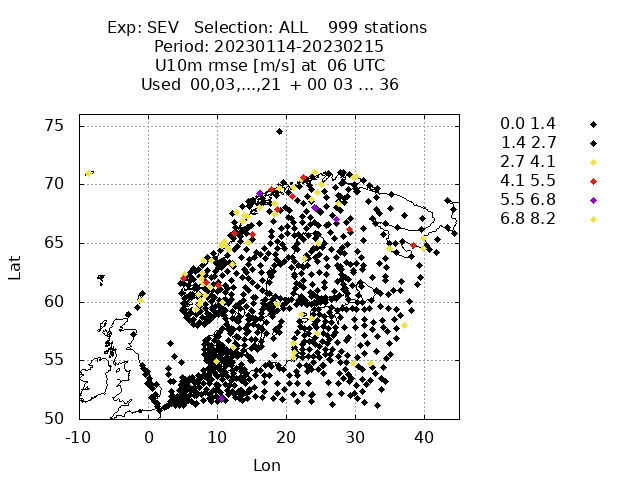 Exp: SEV   Selection: ALL    999 stations
Period: 20230114-20230215
U10m rmse [m/s] at  06 UTC
Used  00,03,...,21  + 00 03 ... 36
75
70
65
60
55
50
Lat
-10 0 10 20 30 40
Lon
0.0 1.4
1.4 2.7
2.7 4.1
4.1 5.5
5.5 6.8
6.8 8.2